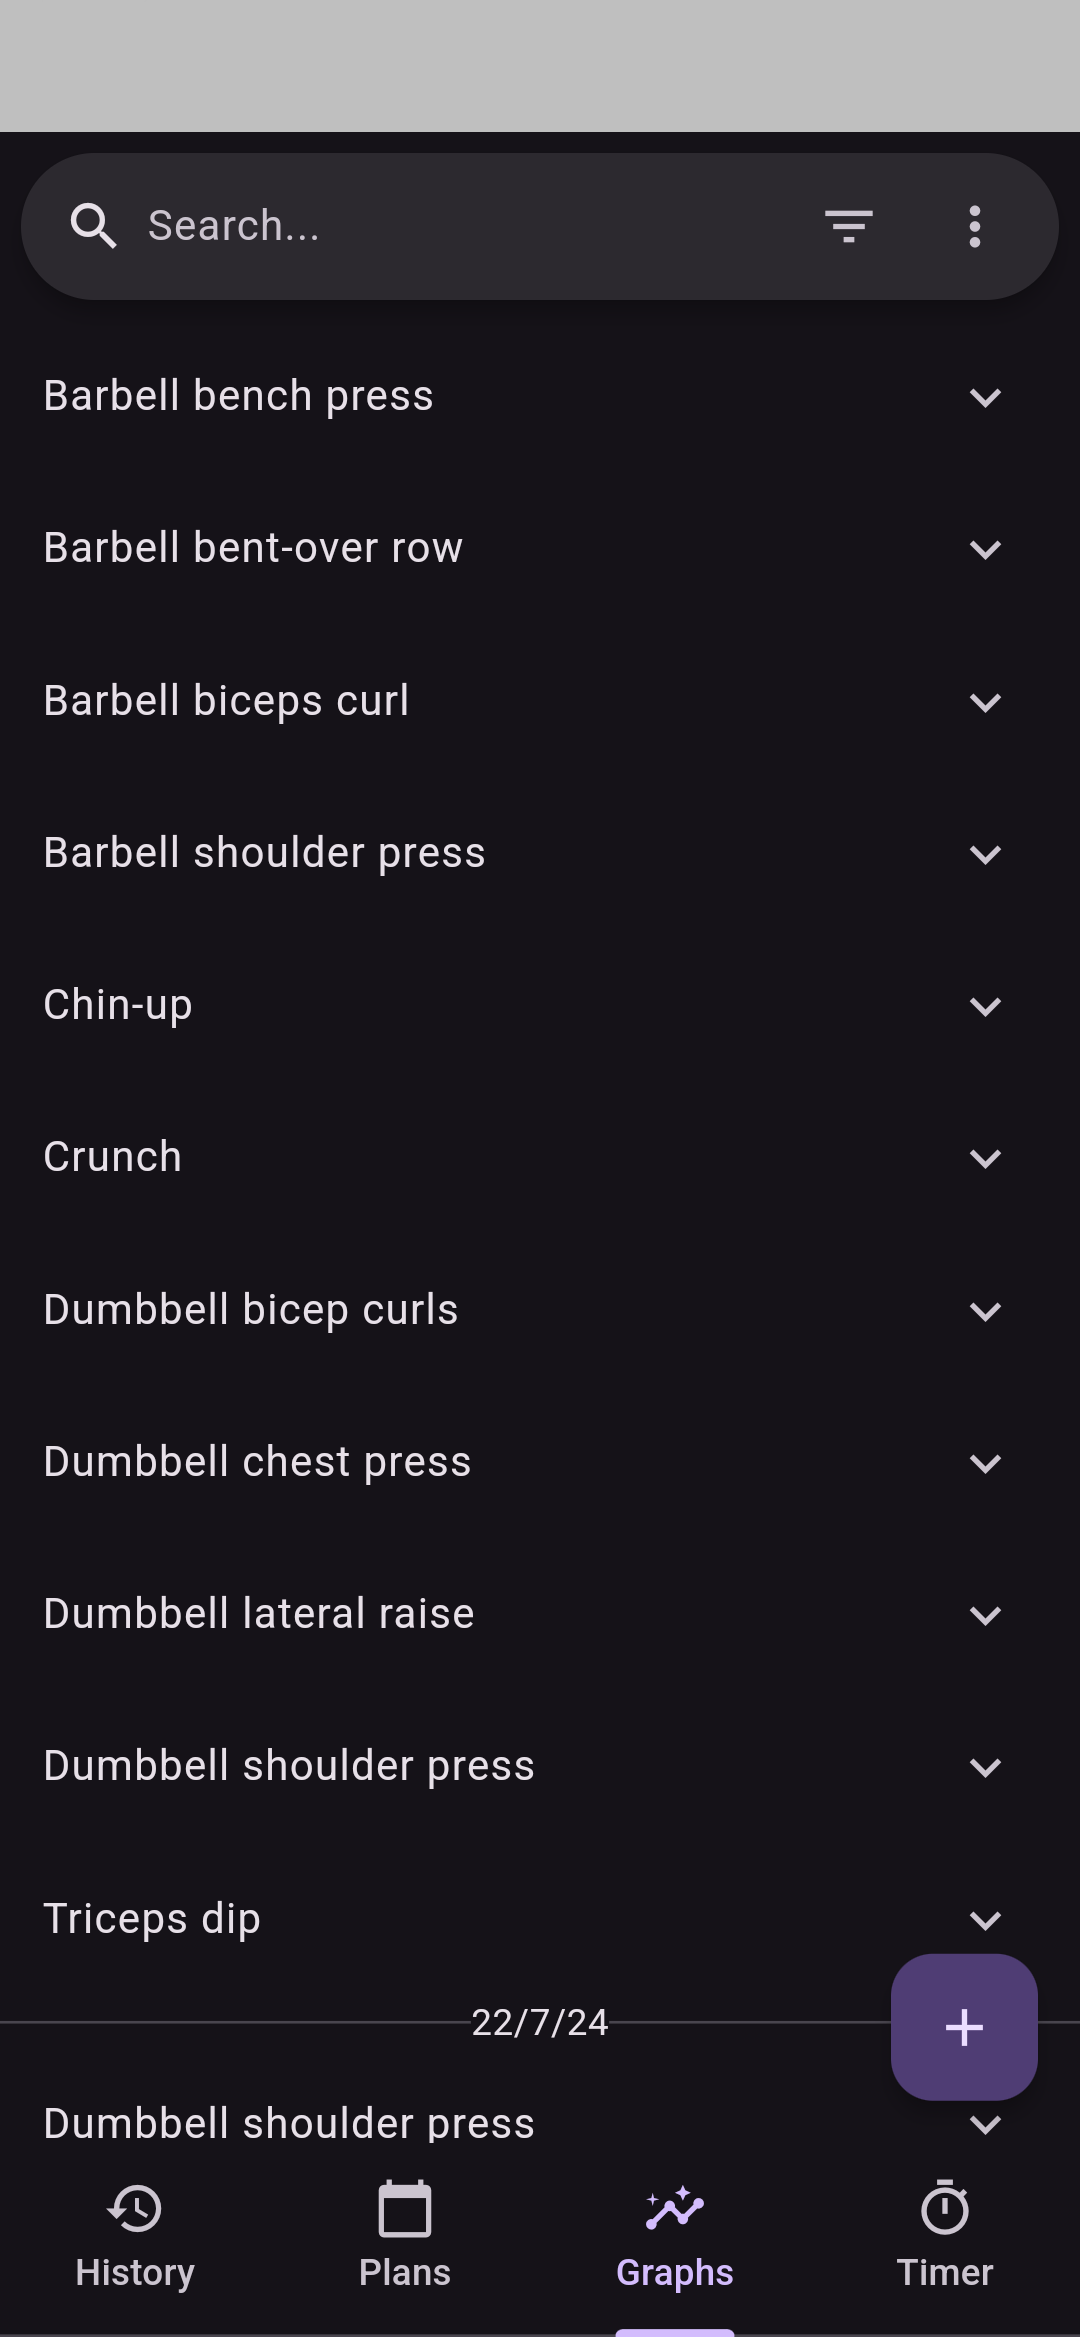 Search...
Barbell bench press
Barbell bent-over row
Barbell biceps curl
Barbell shoulder press
Chin-up
Crunch
Dumbbell bicep curls
Dumbbell chest press
Dumbbell lateral raise
Dumbbell shoulder press
Triceps dip
22/7/24
Dumbbell shoulder press
History Plans Graphs Timer